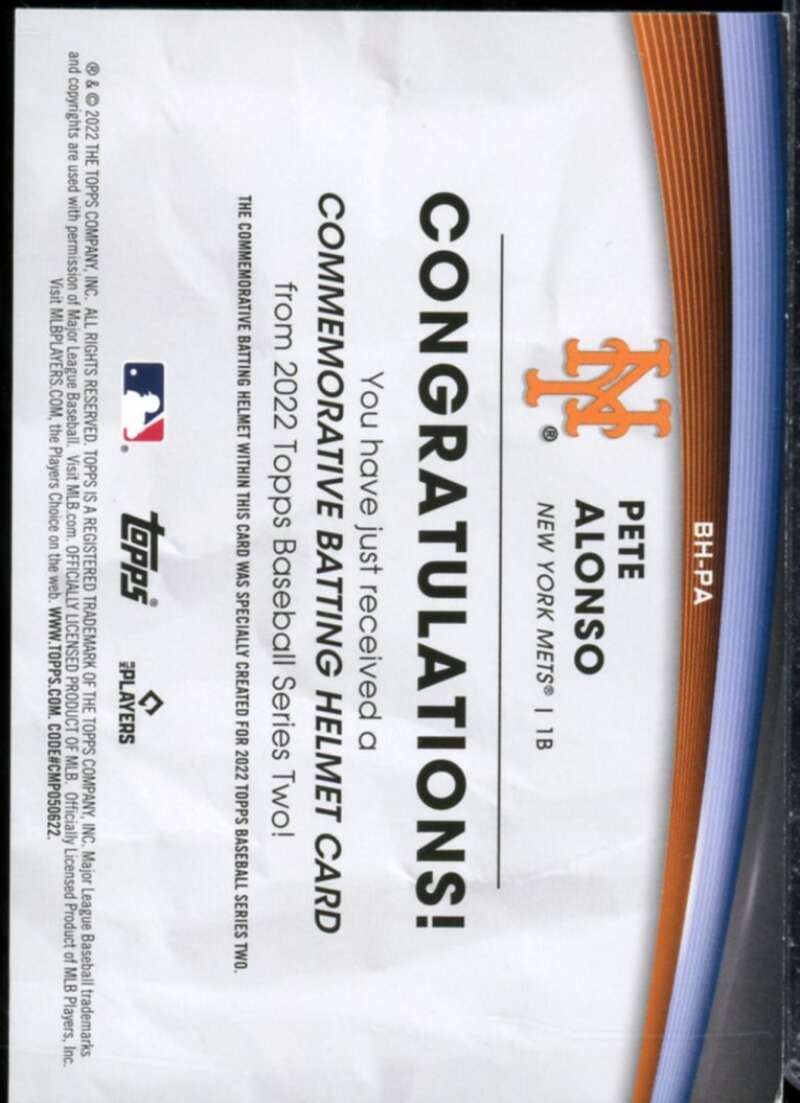 BH-PA
NY®
PETE
ALONSO
NEW YORK METS® | 1B
CONGRATULATIONS!
You have just received a
COMMEMORATIVE BATTING HELMET CARD
from 2022 Topps Baseball Series Two!
THE COMMEMORATIVE BATTING HELMET WITHIN THIS CARD WAS SPECIALLY CREATED FOR 2022 TOPPS BASEBALL SERIES TWO.
topps®
MLB PLAYERS
® & © 2022 THE TOPPS COMPANY, INC. ALL RIGHTS RESERVED. TOPPS IS A REGISTERED TRADEMARK OF THE TOPPS COMPANY, INC. Major League Baseball trademarks
and copyrights are used with permission of Major League Baseball. Visit MLB.com. OFFICIALLY LICENSED PRODUCT OF MLB. Officially Licensed Product of MLB Players, Inc.
Visit MLBPLAYERS.COM, the Players Choice on the web. WWW.TOPPS.COM. CODE#CMP050622.